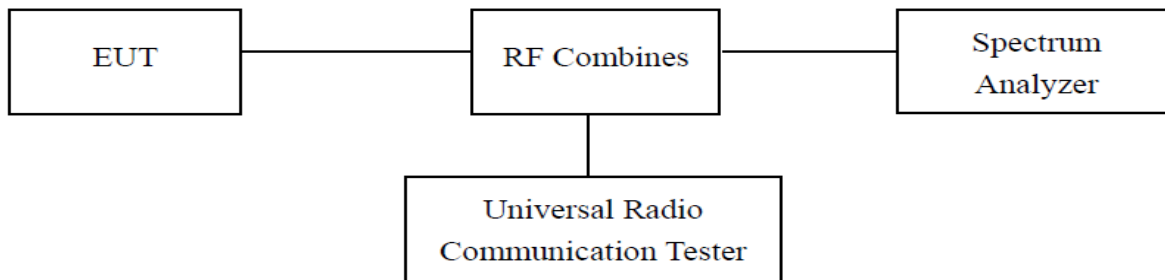 EUT
RF Combines
Spectrum
Analyzer
Universal Radio
Communication Tester